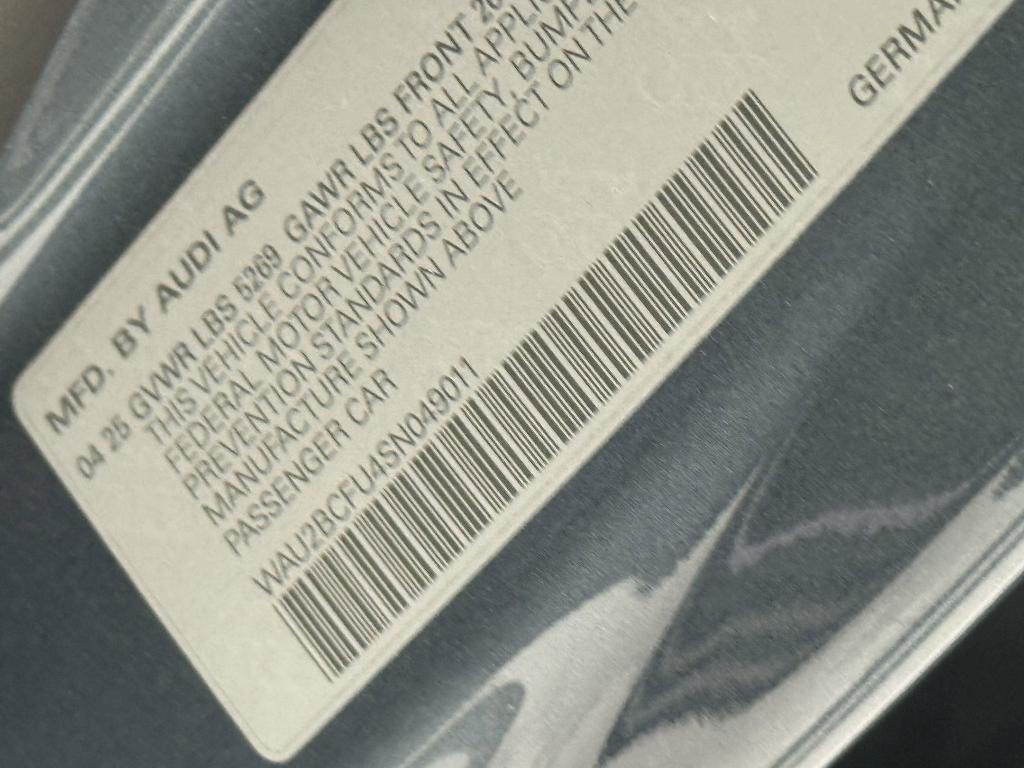 MFD. BY AUDI AG
04 25 GVWR LBS 5269 GAWR LBS FRONT
THIS VEHICLE CONFORMS TO ALL
FEDERAL MOTOR VEHICLE SAFETY,
PREVENTION STANDARDS IN EFFECT ON THE
MANUFACTURE SHOWN ABOVE
PASSENGER CAR
WAU2BCFU4SN049011